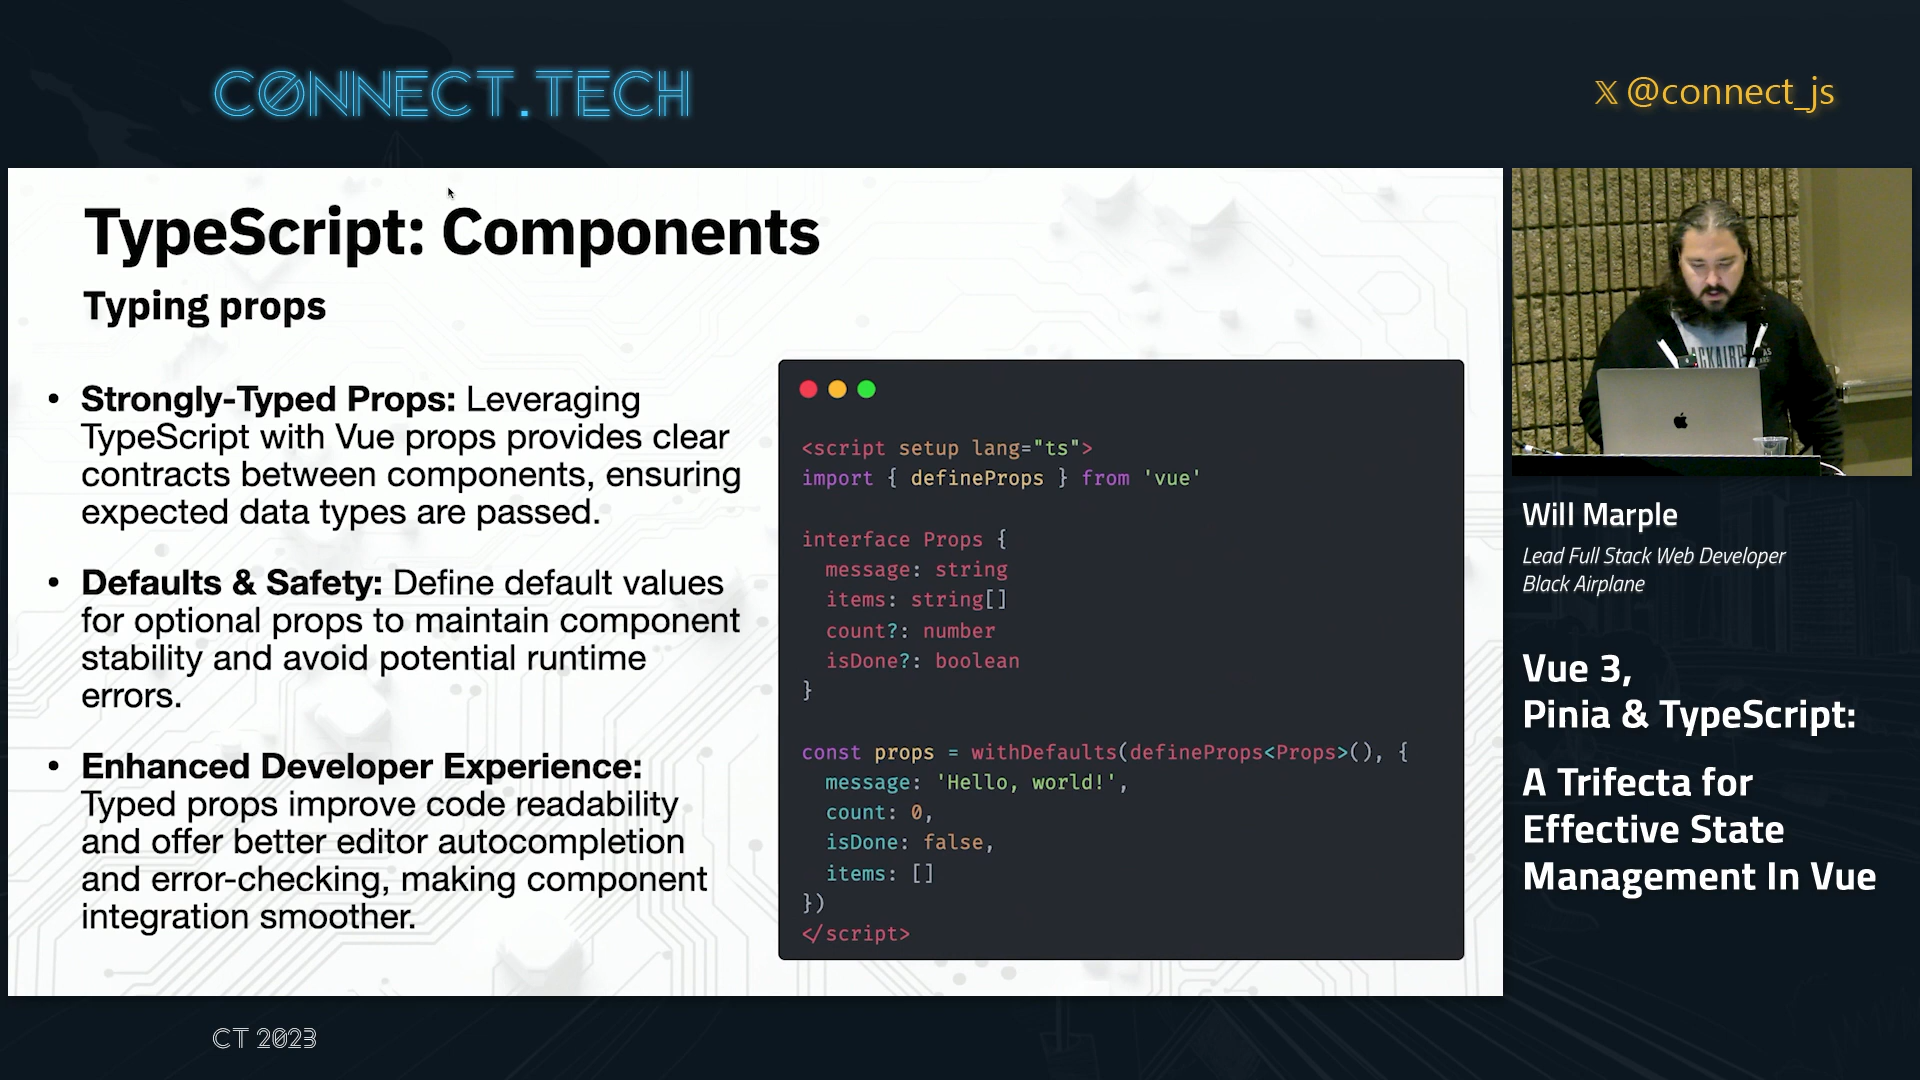 CONNECT.TECH
𝕏 @connect_js
TypeScript: Components
Typing props
• Strongly-Typed Props: Leveraging
TypeScript with Vue props provides clear
contracts between components, ensuring
expected data types are passed.
• Defaults & Safety: Define default values
for optional props to maintain component
stability and avoid potential runtime
errors.
• Enhanced Developer Experience:
Typed props improve code readability
and offer better editor autocompletion
and error-checking, making component
integration smoother.
<script setup lang="ts">
import { defineProps } from 'vue'
interface Props {
  message: string
  items: string[]
  count?: number
  isDone?: boolean
}
const props = withDefaults(defineProps<Props>(), {
  message: 'Hello, world!',
  count: 0,
  isDone: false,
  items: []
})
</script>
Will Marple
Lead Full Stack Web Developer
Black Airplane
Vue 3,
Pinia & TypeScript:
A Trifecta for
Effective State
Management In Vue
CT 2023